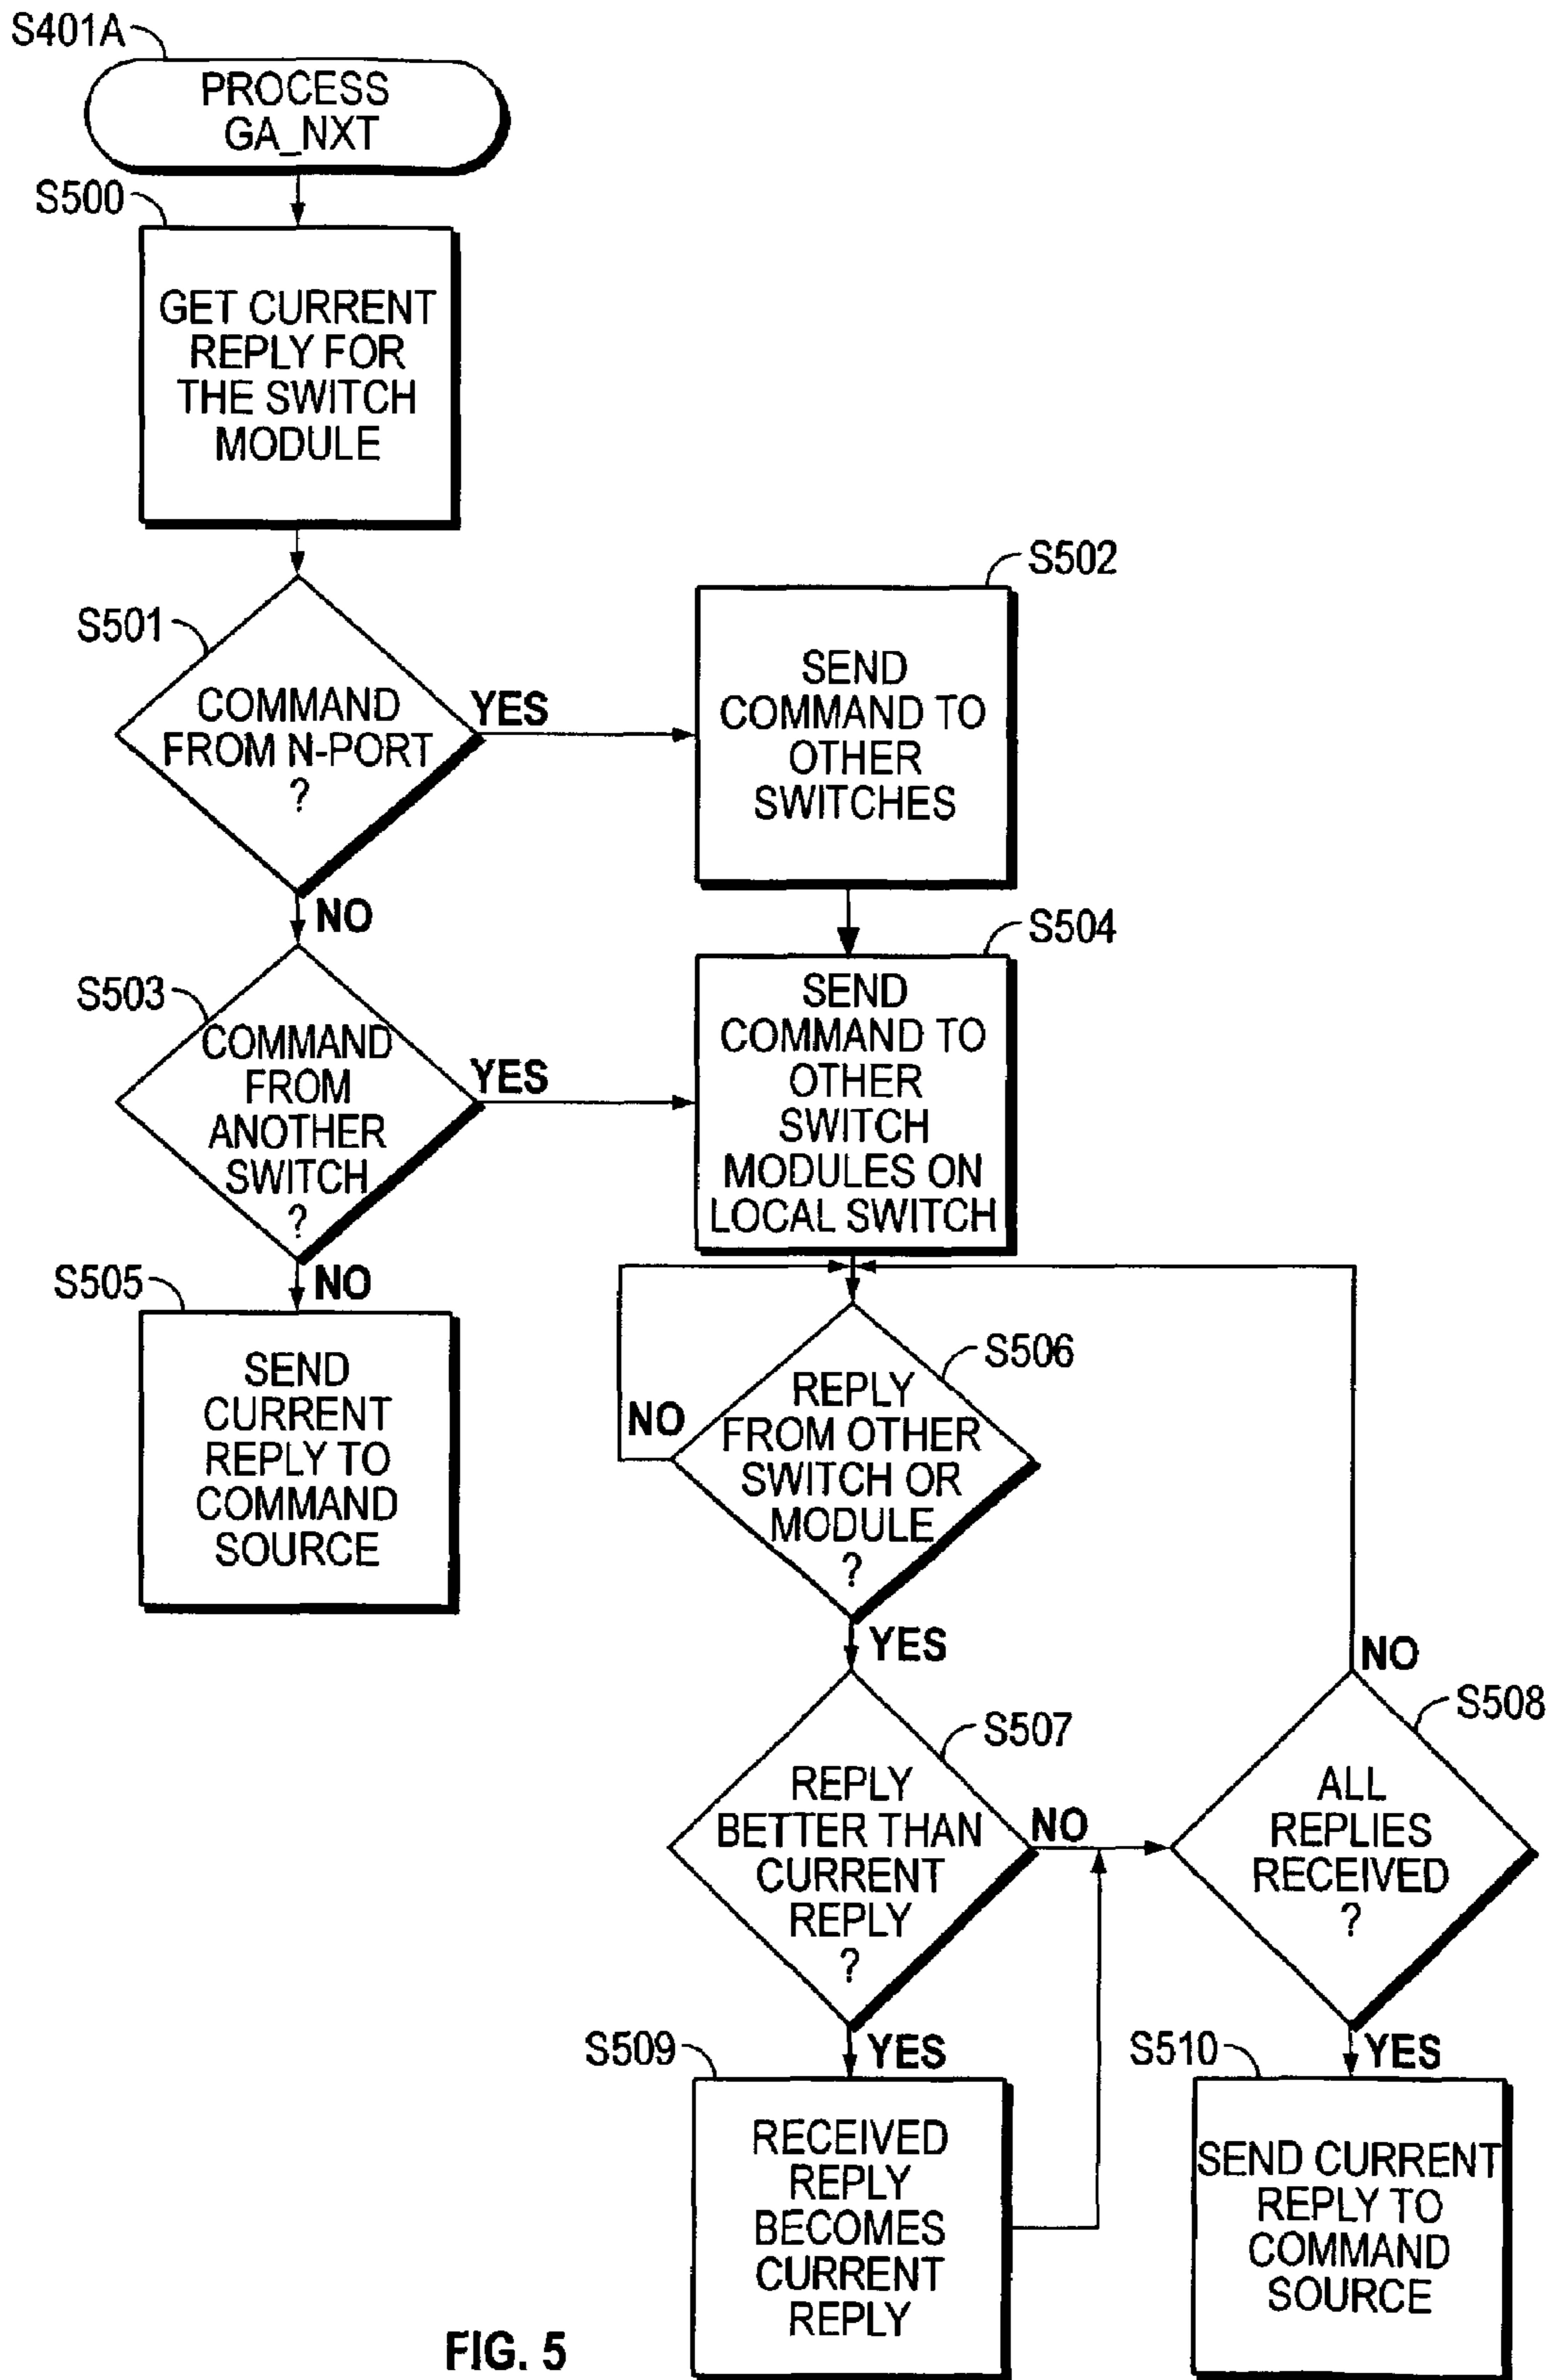 S401A
PROCESS
GA_NXT
S500
GET CURRENT
REPLY FOR
THE SWITCH
MODULE
S501
COMMAND
FROM N-PORT
?
YES
NO
S502
SEND
COMMAND TO
OTHER
SWITCHES
S503
COMMAND
FROM
ANOTHER
SWITCH
?
YES
NO
S504
SEND
COMMAND TO
OTHER
SWITCH
MODULES ON
LOCAL SWITCH
S505
SEND
CURRENT
REPLY TO
COMMAND
SOURCE
S506
REPLY
FROM OTHER
SWITCH OR
MODULE
?
NO
YES
S507
REPLY
BETTER THAN
CURRENT
REPLY
?
NO
YES
S508
ALL
REPLIES
RECEIVED
?
NO
YES
S509
RECEIVED
REPLY
BECOMES
CURRENT
REPLY
S510
SEND CURRENT
REPLY TO
COMMAND
SOURCE
FIG. 5